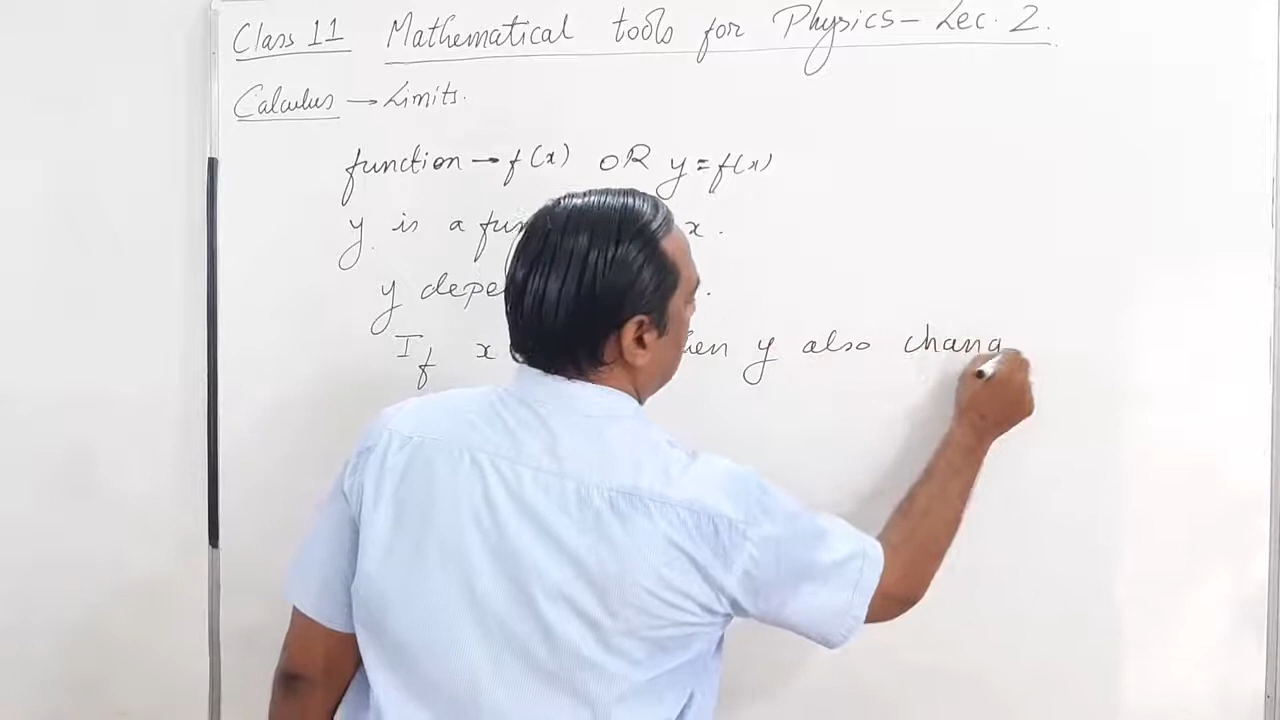 Class 11 Mathematical tools for Physics - Lec. 2.
Calculus → Limits.
function → f(x) OR y = f(x)
y is a fun x.
y depe .
If x hen y also chang